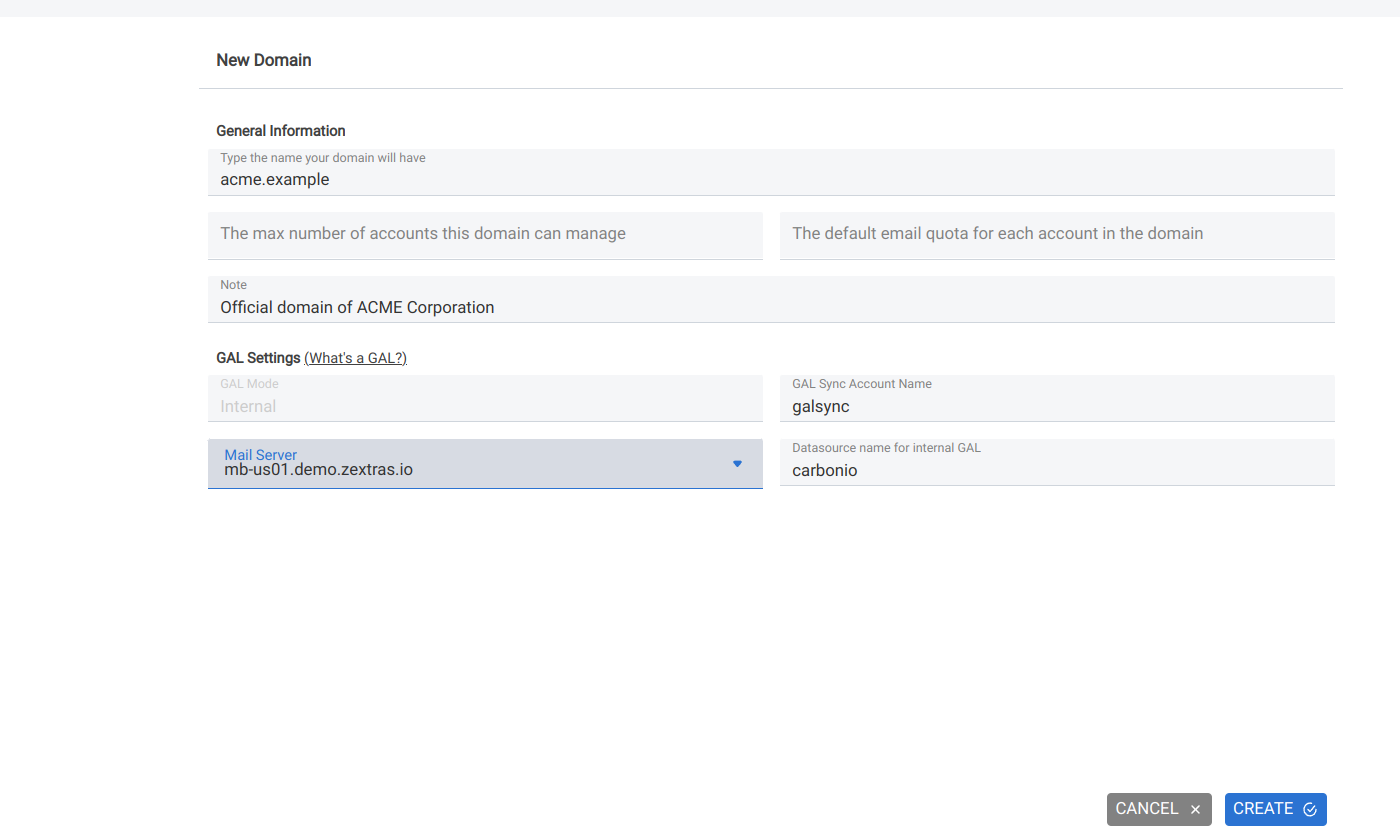 New Domain
General Information
Type the name your domain will have
acme.example
The max number of accounts this domain can manage
The default email quota for each account in the domain
Note
Official domain of ACME Corporation
GAL Settings (What's a GAL?)
GAL Mode
Internal
GAL Sync Account Name
galsync
Mail Server
mb-us01.demo.zextras.io
Datasource name for internal GAL
carbonio
CANCEL
CREATE